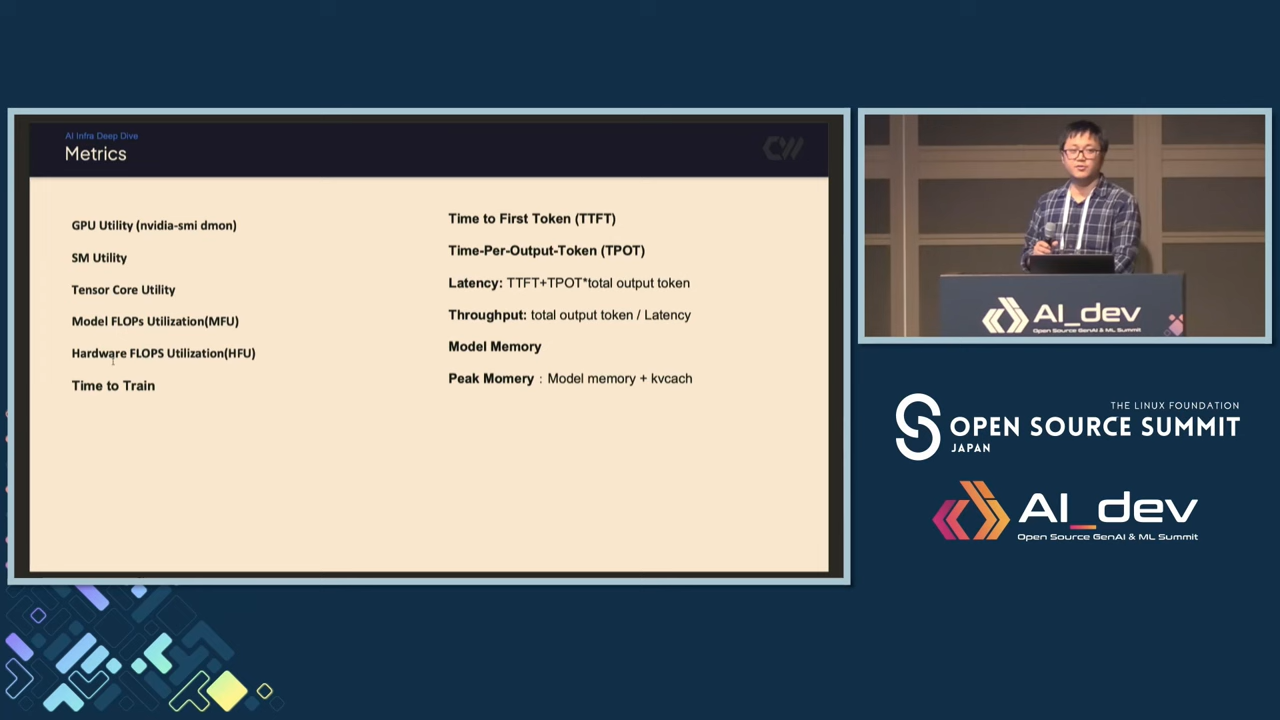 AI Infra Deep Dive
Metrics
GPU Utility (nvidia-smi dmon)
SM Utility
Tensor Core Utility
Model FLOPs Utilization(MFU)
Hardware FLOPS Utilization(HFU)
Time to Train
Time to First Token (TTFT)
Time-Per-Output-Token (TPOT)
Latency: TTFT+TPOT*total output token
Throughput: total output token / Latency
Model Memory
Peak Momery : Model memory + kvcach
AI_dev
Open Source GenAI & ML Summit
THE LINUX FOUNDATION
OPEN SOURCE SUMMIT
JAPAN
AI_dev
Open Source GenAI & ML Summit